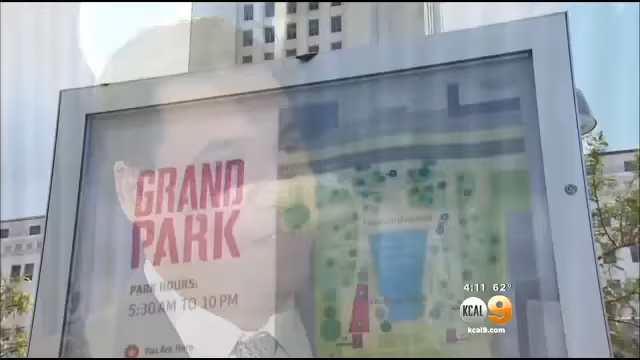 GRAND
PARK
PARK HOURS:
5:30 AM TO 10 PM
You Are Here
4:11 62°
KCAL 9
kcal9.com